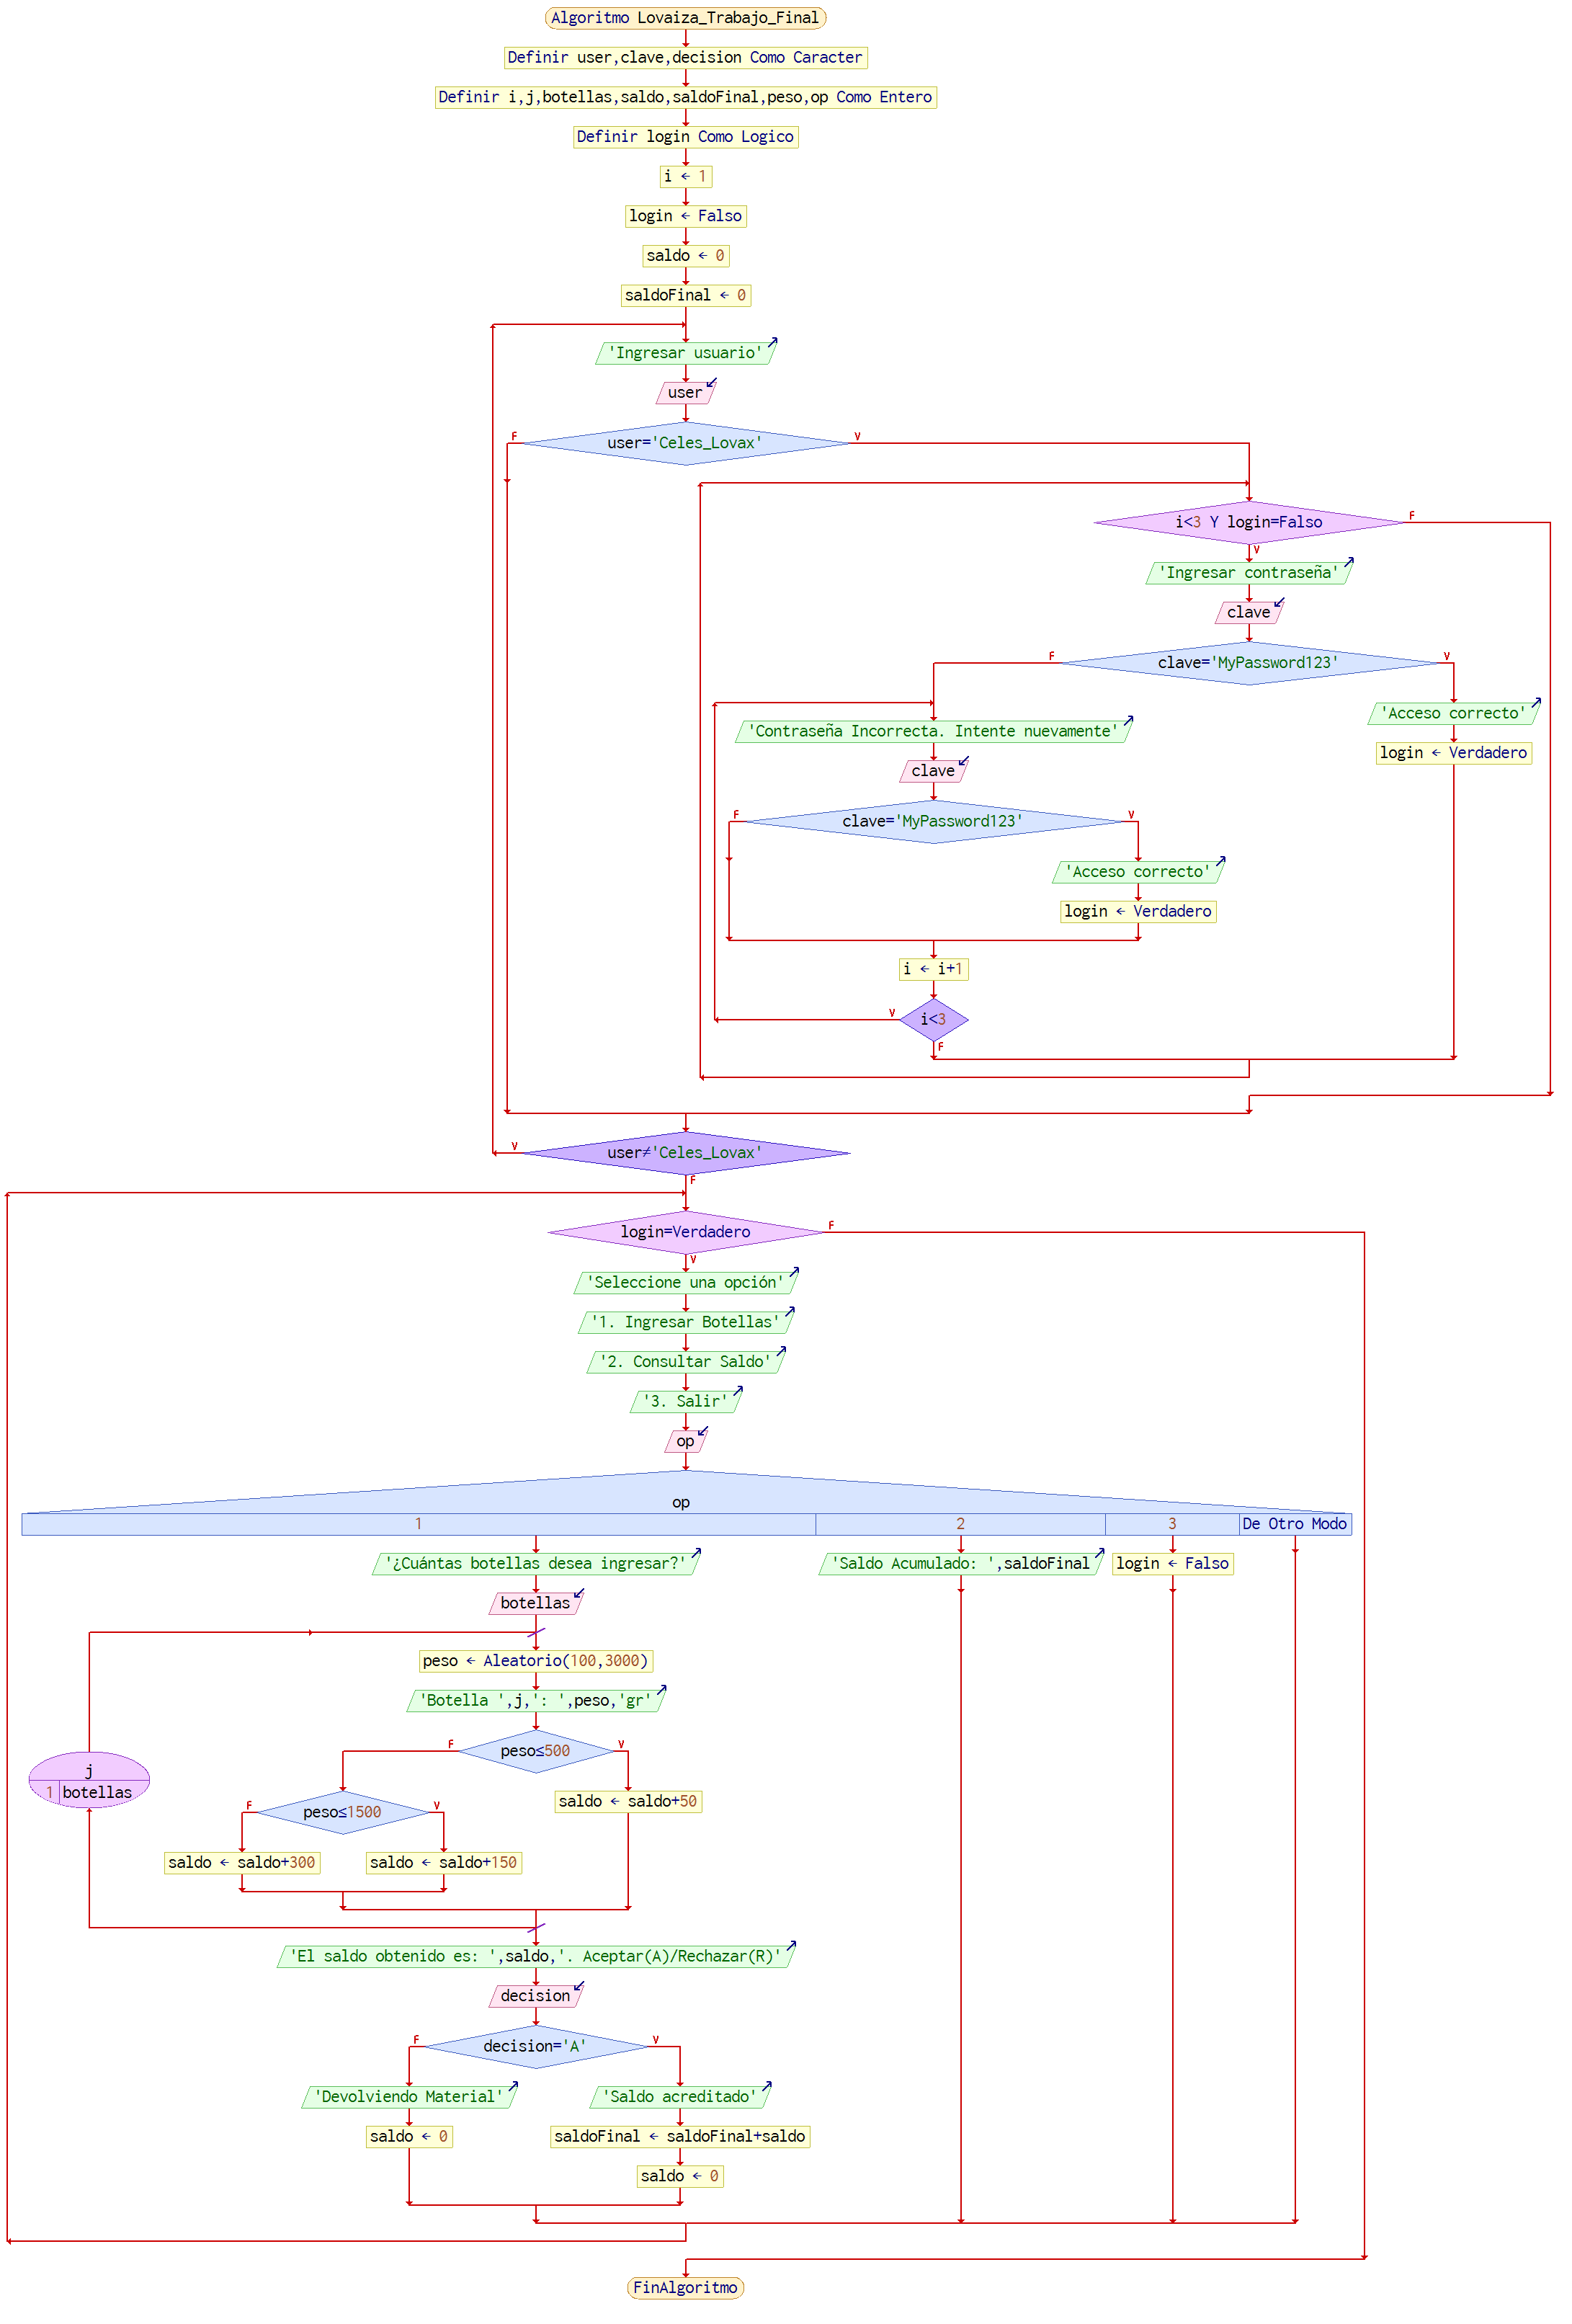 Algoritmo Lovaiza_Trabajo_Final
Definir user,clave,decision Como Caracter
Definir i,j,botellas,saldo,saldoFinal,peso,op Como Entero
Definir login Como Logico
i ← 1
login ← Falso
saldo ← 0
saldoFinal ← 0
'Ingresar usuario'
user
F
user='Celes_Lovax'
V
i<3 Y login=Falso
F
V
'Ingresar contraseña'
clave
F
clave='MyPassword123'
V
'Acceso correcto'
login ← Verdadero
'Contraseña Incorrecta. Intente nuevamente'
clave
F
clave='MyPassword123'
V
'Acceso correcto'
login ← Verdadero
i ← i+1
V
i<3
F
V
user≠'Celes_Lovax'
F
login=Verdadero
F
V
'Seleccione una opción'
'1. Ingresar Botellas'
'2. Consultar Saldo'
'3. Salir'
op
op
1
2
3
De Otro Modo
'¿Cuántas botellas desea ingresar?'
'Saldo Acumulado: ',saldoFinal
login ← Falso
botellas
peso ← Aleatorio(100,3000)
'Botella ',j,': ',peso,'gr'
F
peso≤500
V
j
1 botellas
saldo ← saldo+50
F
peso≤1500
V
saldo ← saldo+300
saldo ← saldo+150
'El saldo obtenido es: ',saldo,'. Aceptar(A)/Rechazar(R)'
decision
F
decision='A'
V
'Devolviendo Material'
'Saldo acreditado'
saldo ← 0
saldoFinal ← saldoFinal+saldo
saldo ← 0
FinAlgoritmo